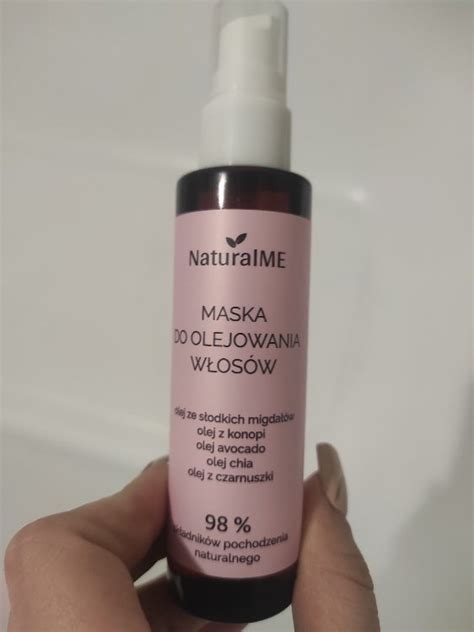 NaturalME
MASKA
DO OLEJOWANIA
WŁOSÓW
olej ze słodkich migdałów
olej z konopi
olej avocado
olej chia
olej z czarnuszki
98 %
składników pochodzenia
naturalnego